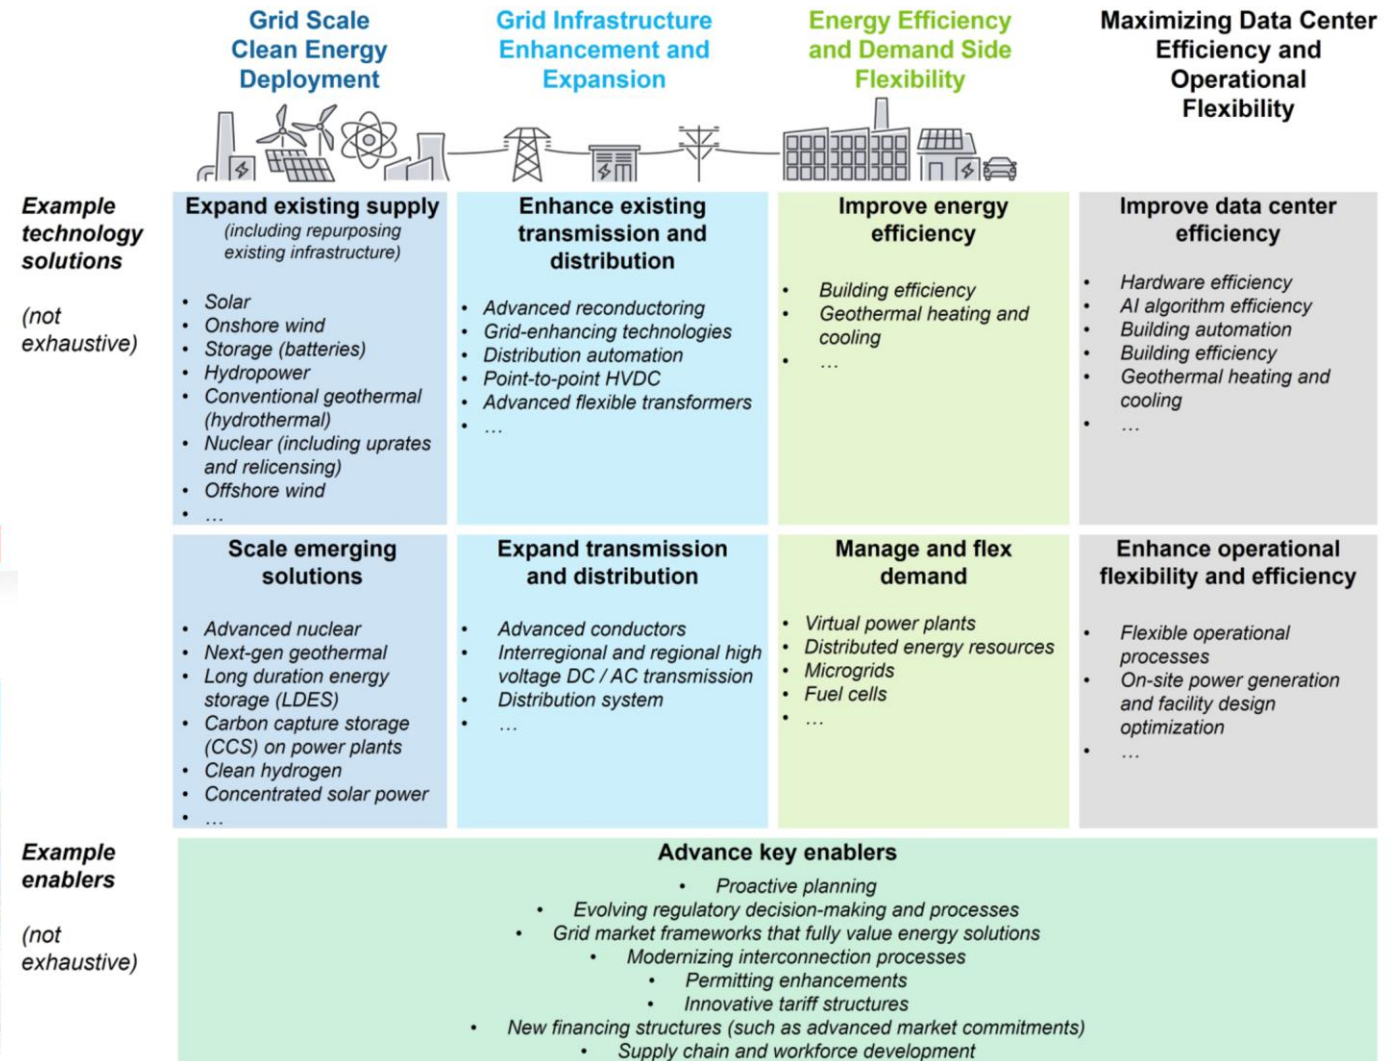 Grid Scale
Clean Energy
Deployment
Grid Infrastructure
Enhancement and
Expansion
Energy Efficiency
and Demand Side
Flexibility
Maximizing Data Center
Efficiency and
Operational
Flexibility
Example
technology
solutions
(not
exhaustive)
Expand existing supply
(including repurposing
existing infrastructure)
• Solar
• Onshore wind
• Storage (batteries)
• Hydropower
• Conventional geothermal
(hydrothermal)
• Nuclear (including uprates
and relicensing)
• Offshore wind
• …
Enhance existing
transmission and
distribution
• Advanced reconductoring
• Grid-enhancing technologies
• Distribution automation
• Point-to-point HVDC
• Advanced flexible transformers
• …
Improve energy
efficiency
• Building efficiency
• Geothermal heating and
cooling
• …
Improve data center
efficiency
• Hardware efficiency
• AI algorithm efficiency
• Building automation
• Building efficiency
• Geothermal heating and
cooling
• …
Scale emerging
solutions
• Advanced nuclear
• Next-gen geothermal
• Long duration energy
storage (LDES)
• Carbon capture storage
(CCS) on power plants
• Clean hydrogen
• Concentrated solar power
• …
Expand transmission
and distribution
• Advanced conductors
• Interregional and regional high
voltage DC / AC transmission
• Distribution system
• …
Manage and flex
demand
• Virtual power plants
• Distributed energy resources
• Microgrids
• Fuel cells
• …
Enhance operational
flexibility and efficiency
• Flexible operational
processes
• On-site power generation
and facility design
optimization
• …
Example
enablers
(not
exhaustive)
Advance key enablers
• Proactive planning
• Evolving regulatory decision-making and processes
• Grid market frameworks that fully value energy solutions
• Modernizing interconnection processes
• Permitting enhancements
• Innovative tariff structures
• New financing structures (such as advanced market commitments)
• Supply chain and workforce development